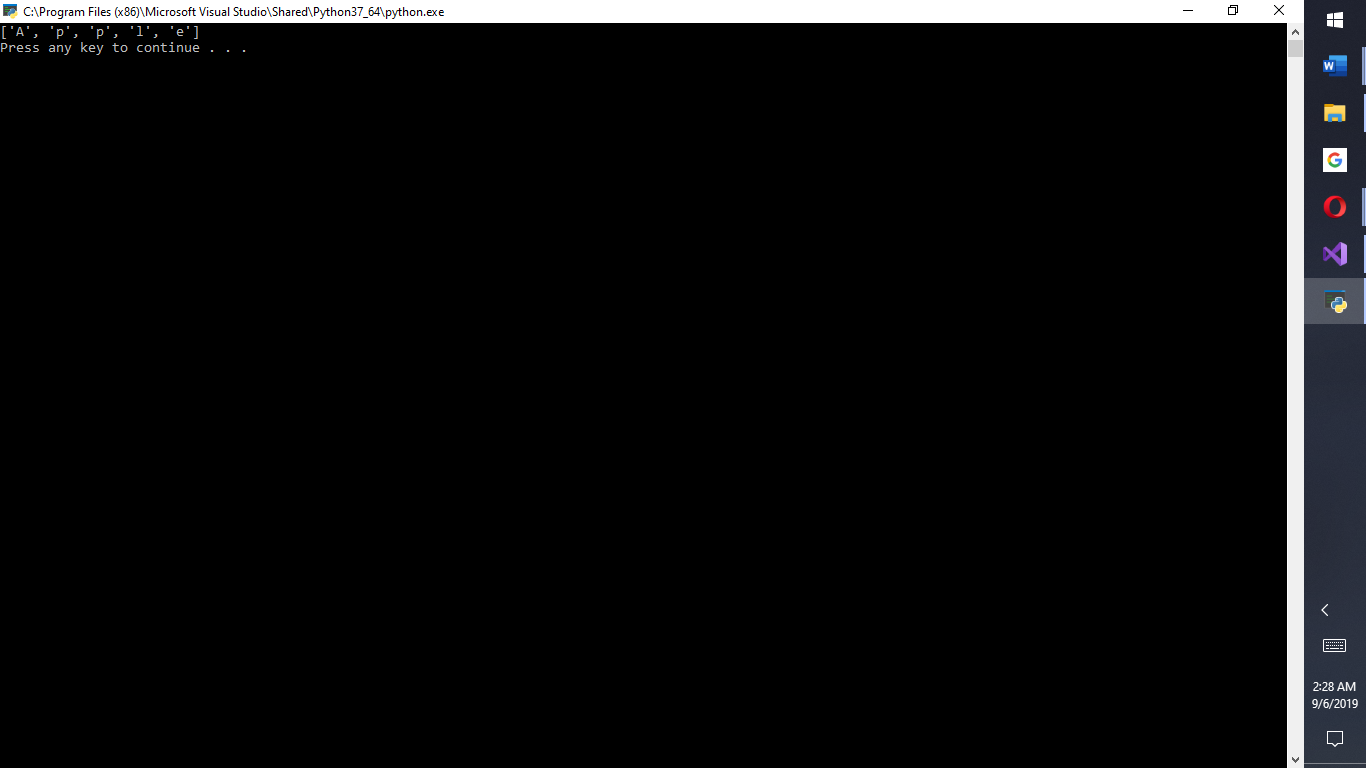 C:\Program Files (x86)\Microsoft Visual Studio\Shared\Python37_64\python.exe
['A', 'p', 'p', 'l', 'e']
Press any key to continue . . .
W
G
2:28 AM
9/6/2019